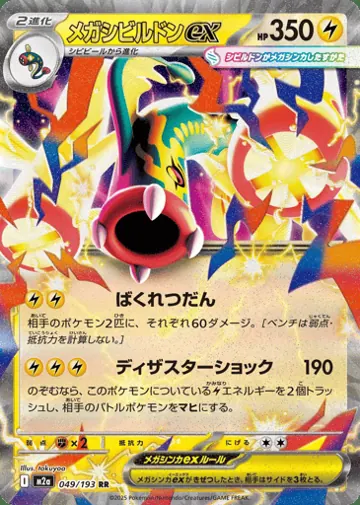 2進化
メガシビルドンex
HP350
シビビールから進化
シビルドンがメガシンカしたすがた
ばくれつだん
相手のポケモン2匹に、それぞれ60ダメージ。[ベンチは弱点・
抵抗力を計算しない。]
ディザスターショック 190
のぞむなら、このポケモンについているエネルギーを2個トラッ
シュし、相手のバトルポケモンをマヒにする。
弱点 ×2 抵抗力 にげる
メガシンカexルール
メガシンカexがきぜつしたとき、相手はサイドを3枚とる。
Illus. takuyoa
I m2a 049/193 RR
©2025 Pokémon/Nintendo/Creatures/GAME FREAK.